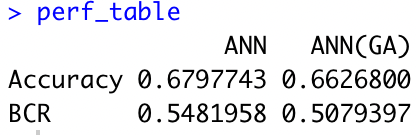 > perf_table
ANN ANN(GA)
Accuracy 0.6797743 0.6626800
BCR 0.5481958 0.5079397